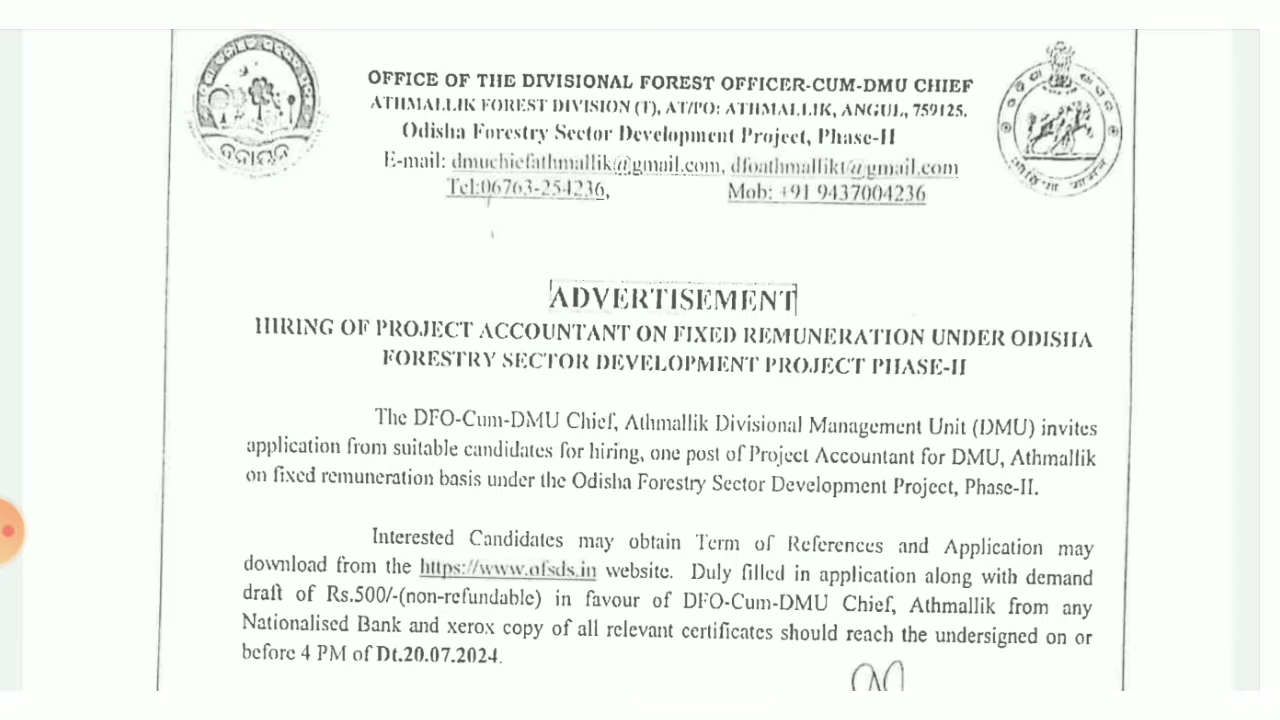 OFFICE OF THE DIVISIONAL FOREST OFFICER-CUM-DMU CHIEF
ATHMALLIK FOREST DIVISION (T), AT/PO: ATHMALLIK, ANGUL, 759125.
Odisha Forestry Sector Development Project, Phase-II
E-mail: dmuchiefathmallik@gmail.com, dfoathmallikt@gmail.com
Tel:06763-254236, Mob: +91 9437004236
ADVERTISEMENT
HIRING OF PROJECT ACCOUNTANT ON FIXED REMUNERATION UNDER ODISHA
FORESTRY SECTOR DEVELOPMENT PROJECT PHASE-II
The DFO-Cum-DMU Chief, Athmallik Divisional Management Unit (DMU) invites
application from suitable candidates for hiring, one post of Project Accountant for DMU, Athmallik
on fixed remuneration basis under the Odisha Forestry Sector Development Project, Phase-II.
Interested Candidates may obtain Term of References and Application may
download from the https://www.ofsds.in website. Duly filled in application along with demand
draft of Rs.500/-(non-refundable) in favour of DFO-Cum-DMU Chief, Athmallik from any
Nationalised Bank and xerox copy of all relevant certificates should reach the undersigned on or
before 4 PM of Dt.20.07.2024.